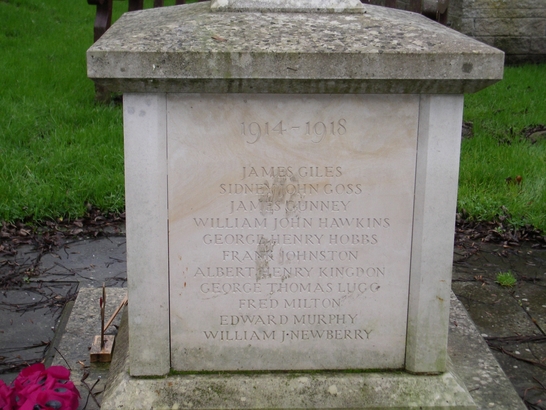 1914-1918
JAMES GILES
SIDNEY JOHN GOSS
JAMES GUNNEY
WILLIAM JOHN HAWKINS
GEORGE HENRY HOBBS
FRANK JOHNSTON
ALBERT HENRY KINGDON
GEORGE THOMAS LUGG
FRED MILTON
EDWARD MURPHY
WILLIAM J·NEWBERRY